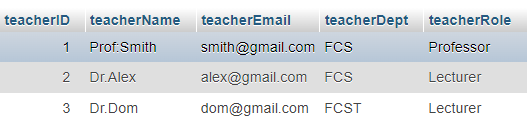 teacherID teacherName teacherEmail teacherDept teacherRole
1 Prof:Smith smith@gmail.com FCS Professor
2 Dr.Alex alex@gmail.com FCS Lecturer
3 Dr.Dom dom@gmail.com FCST Lecturer